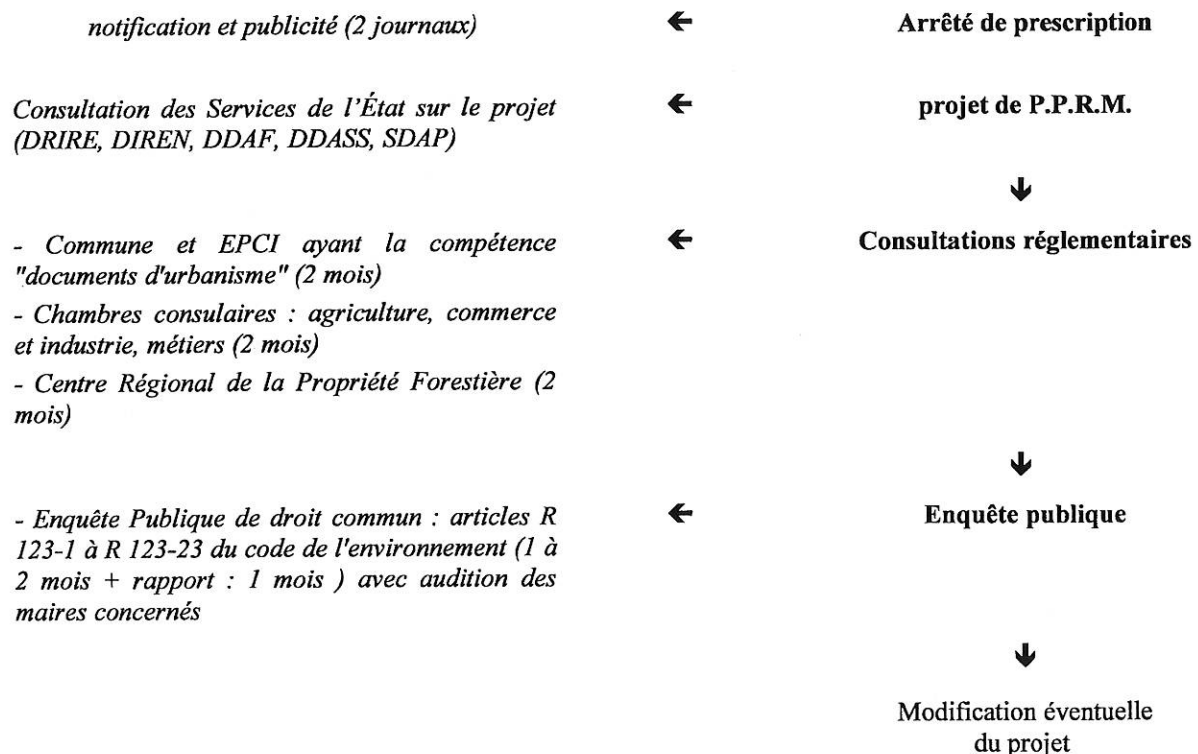 notification et publicité (2 journaux) ← Arrêté de prescription
Consultation des Services de l'État sur le projet ← projet de P.P.R.M.
(DRIRE, DIREN, DDAF, DDASS, SDAP)
↓
- Commune et EPCI ayant la compétence ← Consultations réglementaires
"documents d'urbanisme" (2 mois)
- Chambres consulaires : agriculture, commerce
et industrie, métiers (2 mois)
- Centre Régional de la Propriété Forestière (2
mois)
↓
- Enquête Publique de droit commun : articles R ← Enquête publique
123-1 à R 123-23 du code de l'environnement (1 à
2 mois + rapport : 1 mois ) avec audition des
maires concernés
↓
Modification éventuelle
du projet